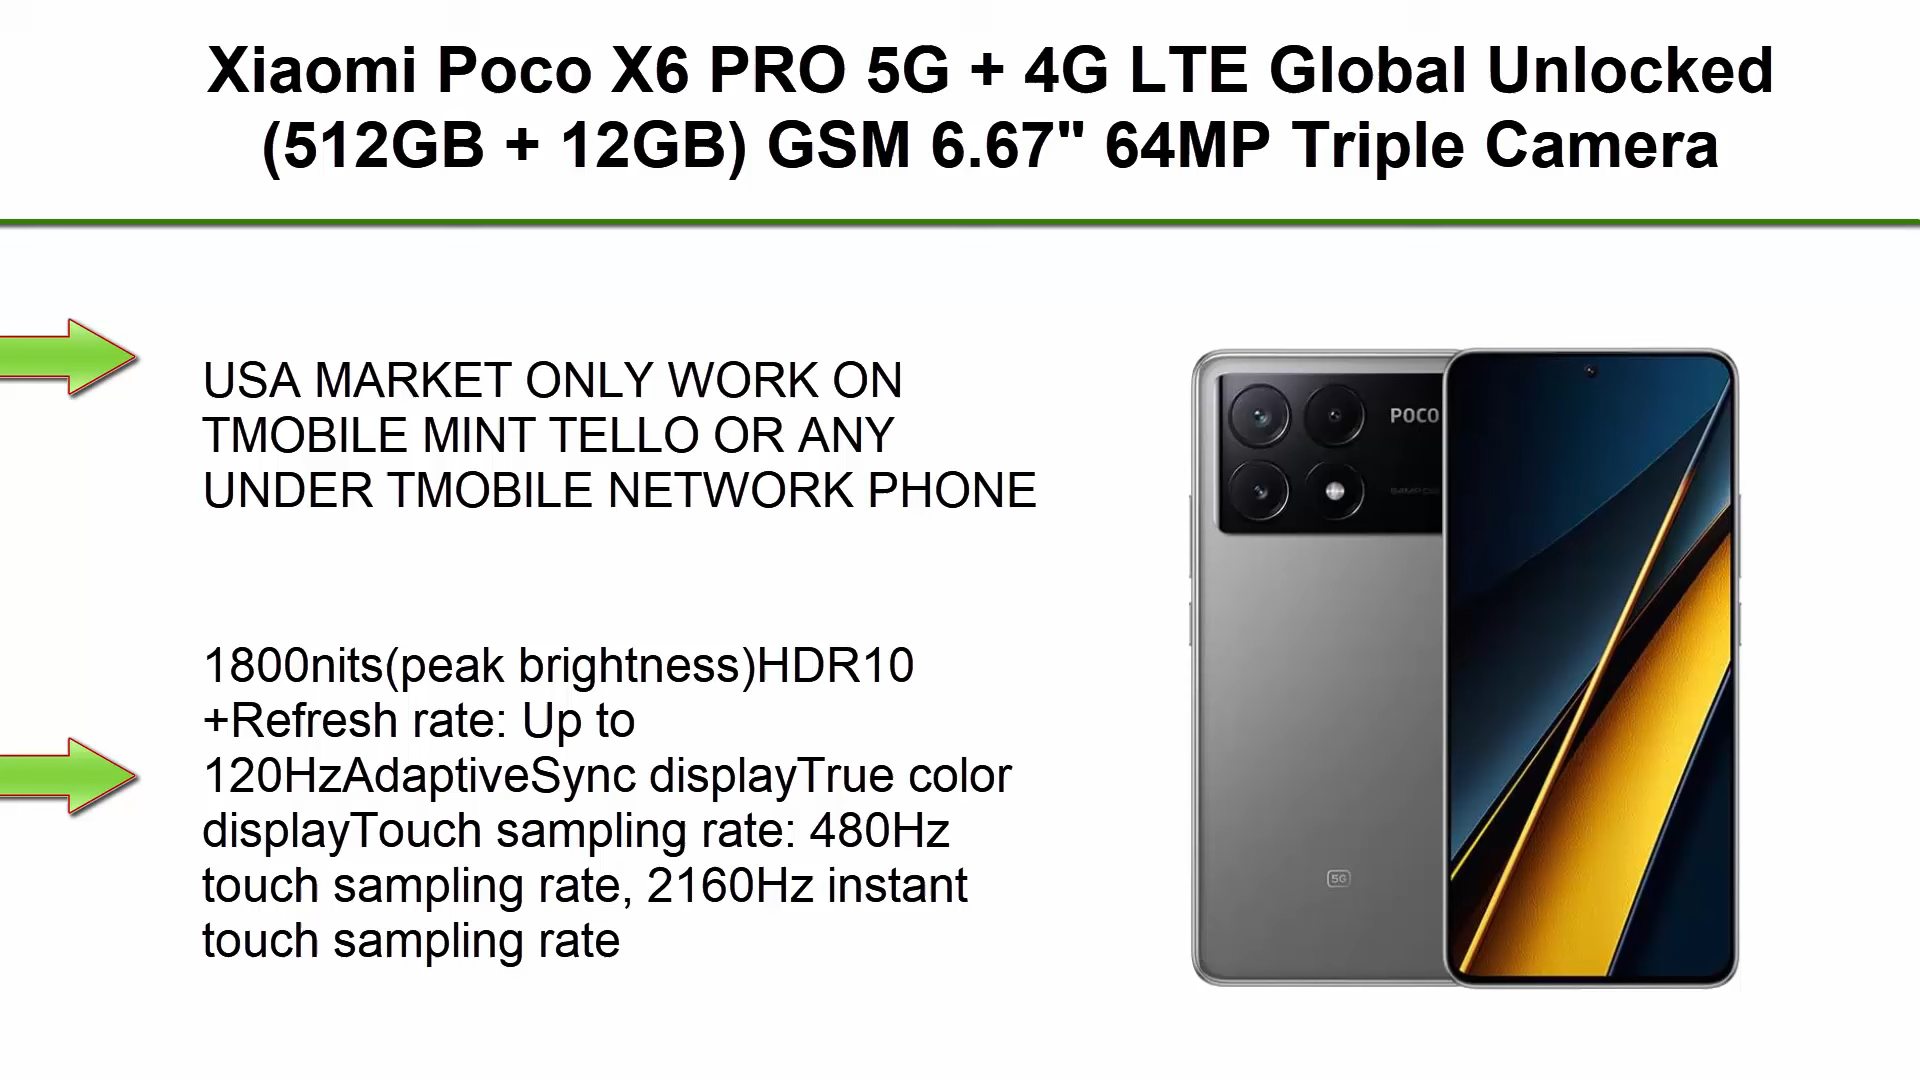 Xiaomi Poco X6 PRO 5G + 4G LTE Global Unlocked
(512GB + 12GB) GSM 6.67" 64MP Triple Camera
USA MARKET ONLY WORK ON
TMOBILE MINT TELLO OR ANY
UNDER TMOBILE NETWORK PHONE
1800nits(peak brightness)HDR10
+Refresh rate: Up to
120HzAdaptiveSync displayTrue color
displayTouch sampling rate: 480Hz
touch sampling rate, 2160Hz instant
touch sampling rate
POCO
5G